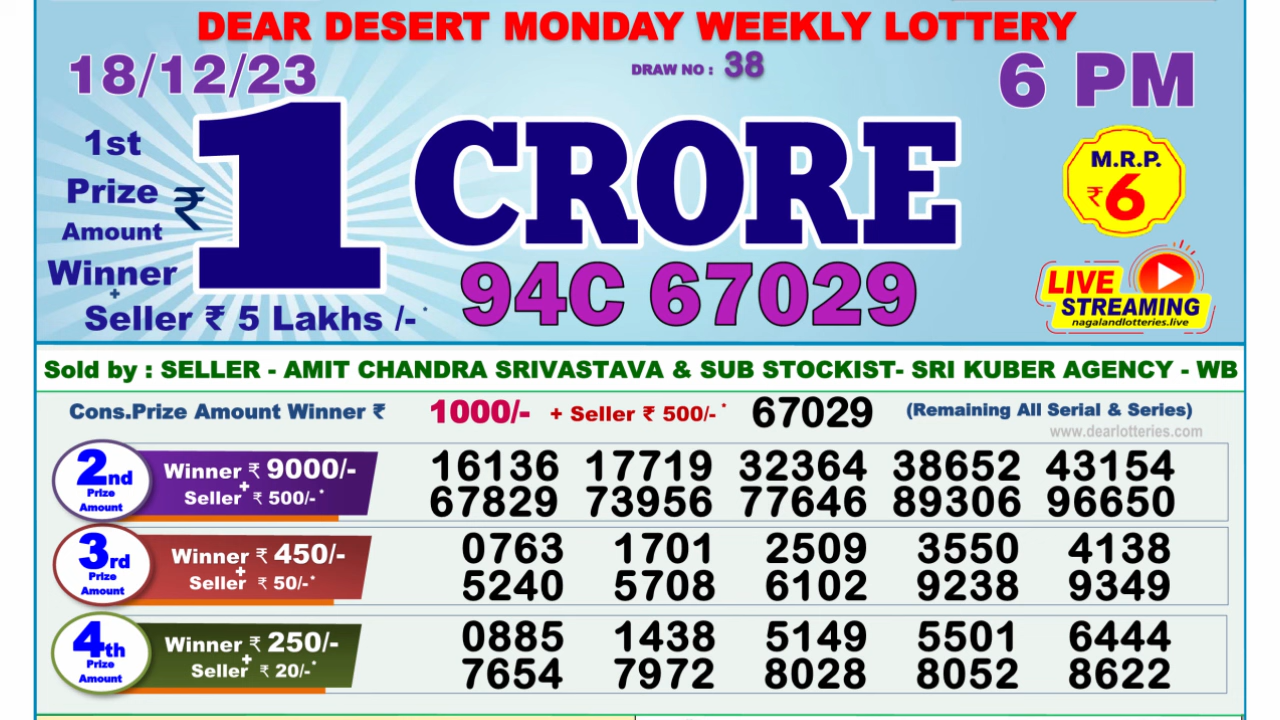 DEAR DESERT MONDAY WEEKLY LOTTERY
18/12/23 DRAW NO : 38 6 PM
1st Prize Amount Winner ₹ 1 CRORE
+
Seller ₹ 5 Lakhs /-*
94C 67029
M.R.P.
₹6
LIVE
STREAMING
nagalandlotteries.live
Sold by : SELLER - AMIT CHANDRA SRIVASTAVA & SUB STOCKIST- SRI KUBER AGENCY - WB
Cons.Prize Amount Winner ₹ 1000/- + Seller ₹ 500/-* 67029 (Remaining All Serial & Series)
www.dearlotteries.com
2nd Prize Amount
Winner ₹ 9000/-
+
Seller ₹ 500/-*
16136 17719 32364 38652 43154
67829 73956 77646 89306 96650
3rd Prize Amount
Winner ₹ 450/-
+
Seller ₹ 50/-*
0763 1701 2509 3550 4138
5240 5708 6102 9238 9349
4th Prize Amount
Winner ₹ 250/-
+
Seller ₹ 20/-*
0885 1438 5149 5501 6444
7654 7972 8028 8052 8622